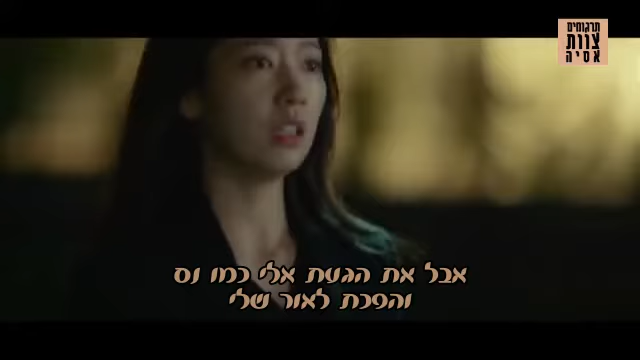 תרגומים
צוות
אסיה
אבל את הגעת אלי כמו נס
והפכת לאור שלי